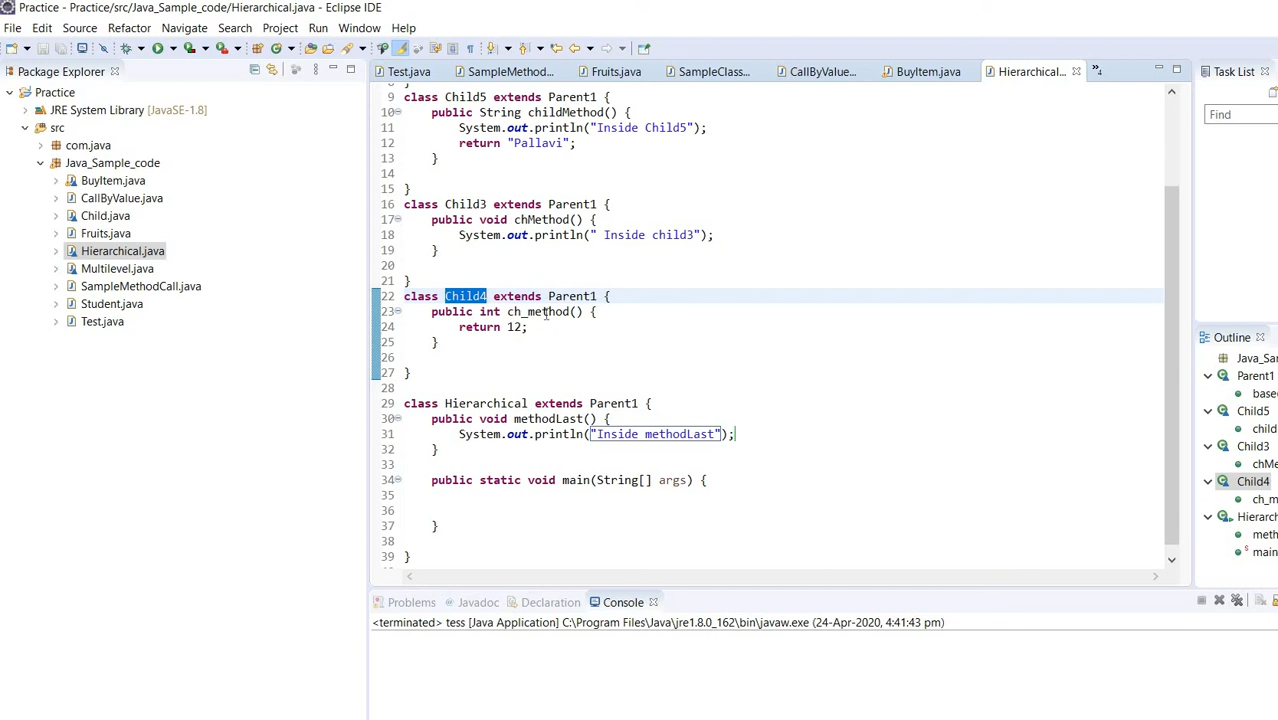 Practice - Practice/src/Java_Sample_code/Hierarchical.java - Eclipse IDE
File Edit Source Refactor Navigate Search Project Run Window Help
Package Explorer
Practice
JRE System Library [JavaSE-1.8]
src
com.java
Java_Sample_code
BuyItem.java
CallByValue.java
Child.java
Fruits.java
Hierarchical.java
Multilevel.java
SampleMethodCall.java
Student.java
Test.java
Test.java SampleMethod... Fruits.java SampleClass... CallByValue... BuyItem.java Hierarchical... 4
9 class Child5 extends Parent1 {
10 public String childMethod() {
11 System.out.println("Inside Child5");
12 return "Pallavi";
13 }
14
15 }
16 class Child3 extends Parent1 {
17 public void chMethod() {
18 System.out.println(" Inside child3");
19 }
20
21 }
22 class Child4 extends Parent1 {
23 public int ch_method() {
24 return 12;
25 }
26
27 }
28
29 class Hierarchical extends Parent1 {
30 public void methodLast() {
31 System.out.println("Inside methodLast");
32 }
33
34 public static void main(String[] args) {
35
36
37 }
38
39 }
Task List
Find
Outline
Java_Sa
Parent1
base
Child5
child
Child3
chMe
Child4
ch_m
Hierarch
meth
main
Problems Javadoc Declaration Console
<terminated> tess [Java Application] C:\Program Files\Java\jre1.8.0_162\bin\javaw.exe (24-Apr-2020, 4:41:43 pm)